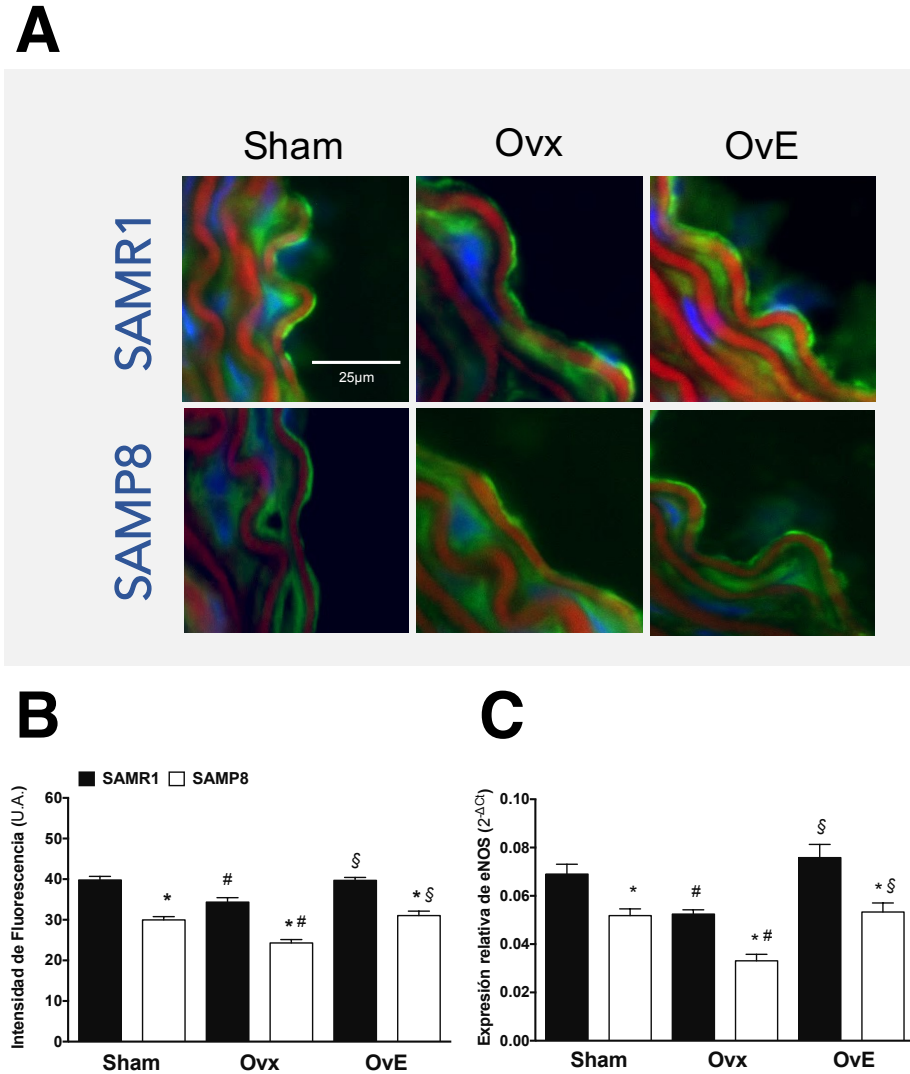 A
Sham Ovx OvE
SAMR1
25µm
SAMP8
B
C
SAMR1 SAMP8
Intensidad de Fluorescencia (U.A.)
60
50
40
30
20
10
0
*
#
* #
§
* §
Sham Ovx OvE
Expresión relativa de eNOS (2-ΔCt)
0.10
0.08
0.06
0.04
0.02
0.00
*
#
* #
§
* §
Sham Ovx OvE